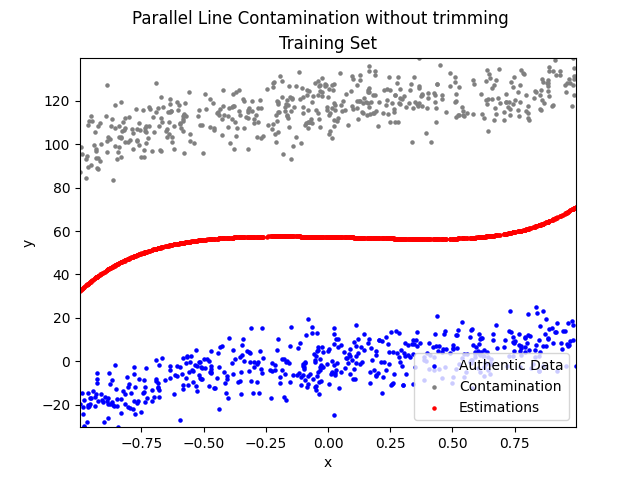 Parallel Line Contamination without trimming
Training Set
120
100
80
60
40
20
0
−20
y
−0.75
−0.50
−0.25
0.00
0.25
0.50
0.75
x
Authentic Data
Contamination
Estimations